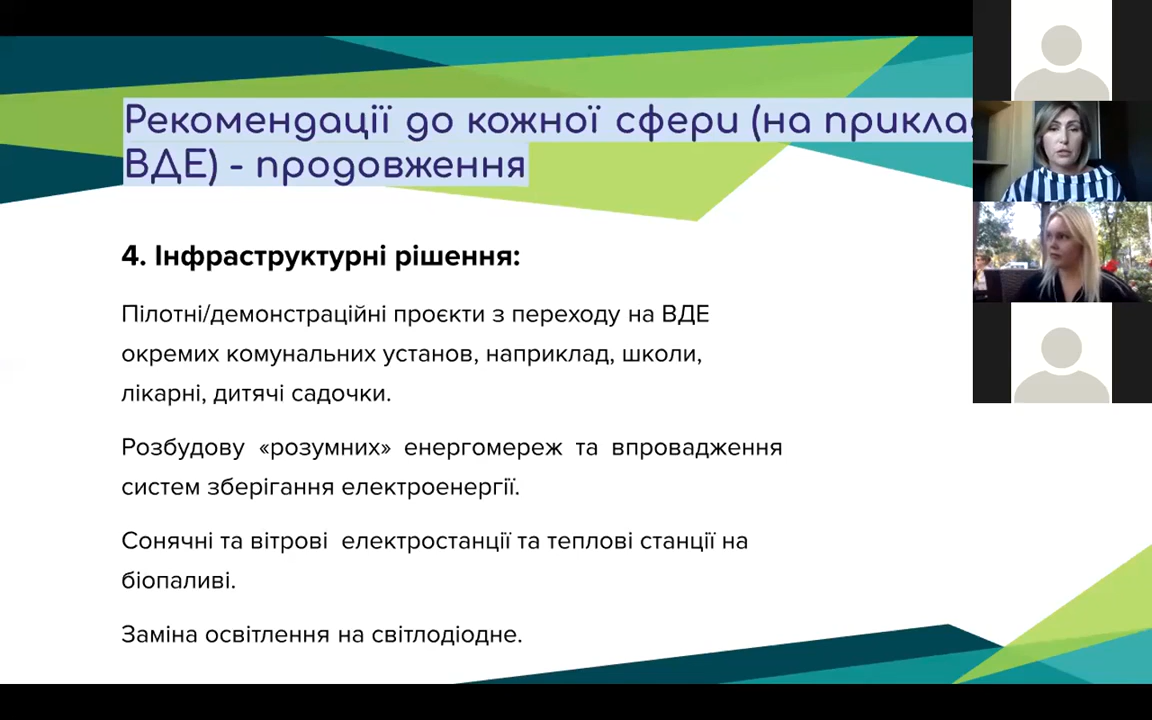 Рекомендації до кожної сфери (на
ВДЕ) - продовження
4. Інфраструктурні рішення:
Пілотні/демонстраційні проєкти з переходу на ВДЕ
окремих комунальних установ, наприклад, школи,
лікарні, дитячі садочки.
Розбудову «розумних» енергомереж та впровадження
систем зберігання електроенергії.
Сонячні та вітрові електростанції та теплові станції на
біопаливі.
Заміна освітлення на світлодіодне.